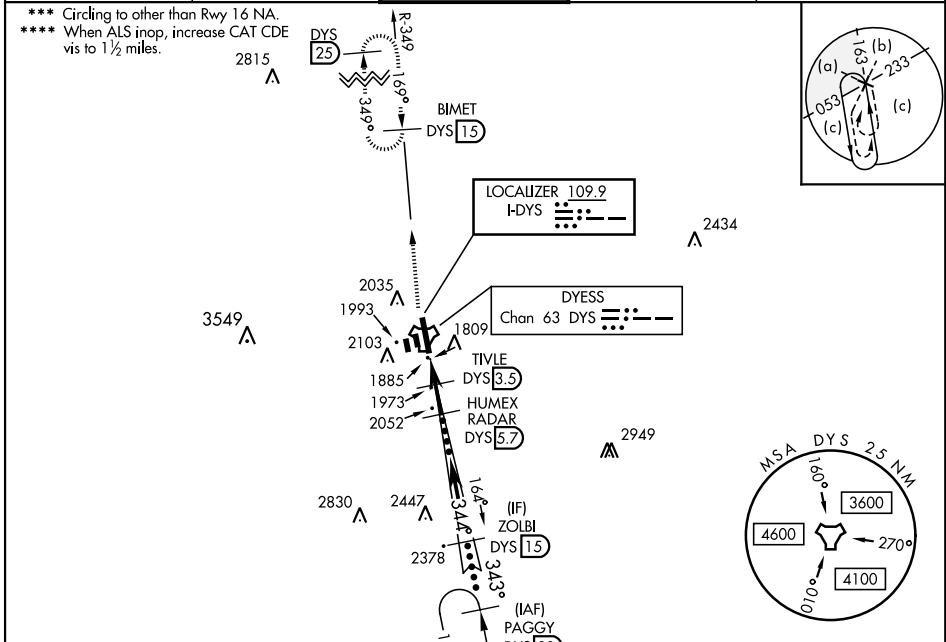 *** Circling to other than Rwy 16 NA.
**** When ALS inop, increase CAT CDE
vis to 1½ miles.
2815
DYS
25
R-349
169°
349°
BIMET
DYS 15
(a)
(b)
163
233
053
(c)
(c)
LOCALIZER 109.9
I-DYS
2434
2035
1993
3549
2103
1809
DYESS
Chan 63 DYS
TIVLE
DYS 3.5
1885
1973
2052
HUMEX
RADAR
DYS 5.7
2949
MSA DYS 25 NM
160°
3600
4600
270°
4100
010°
2830
2447
164°
344°
(IF)
ZOLBI
DYS 15
2378
343°
(IAF)
PAGGY